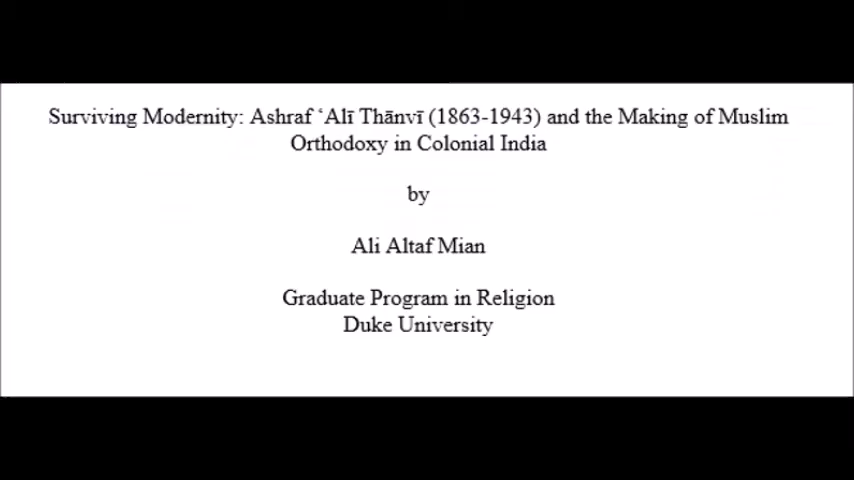 Surviving Modernity: Ashraf ʿAlī Thānvī (1863-1943) and the Making of Muslim
Orthodoxy in Colonial India
by
Ali Altaf Mian
Graduate Program in Religion
Duke University